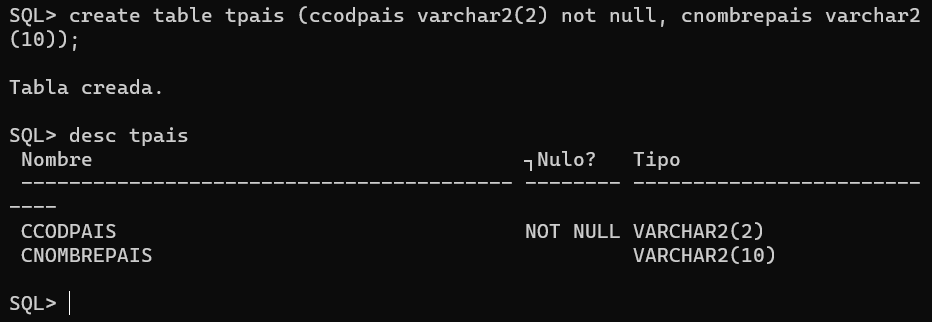 SQL> create table tpais (ccodpais varchar2(2) not null, cnombrepais varchar2
(10));
Tabla creada.
SQL> desc tpais
Nombre ┐Nulo? Tipo
----------------------------------------- -------- ------------------------
----
CCODPAIS NOT NULL VARCHAR2(2)
CNOMBREPAIS VARCHAR2(10)
SQL>